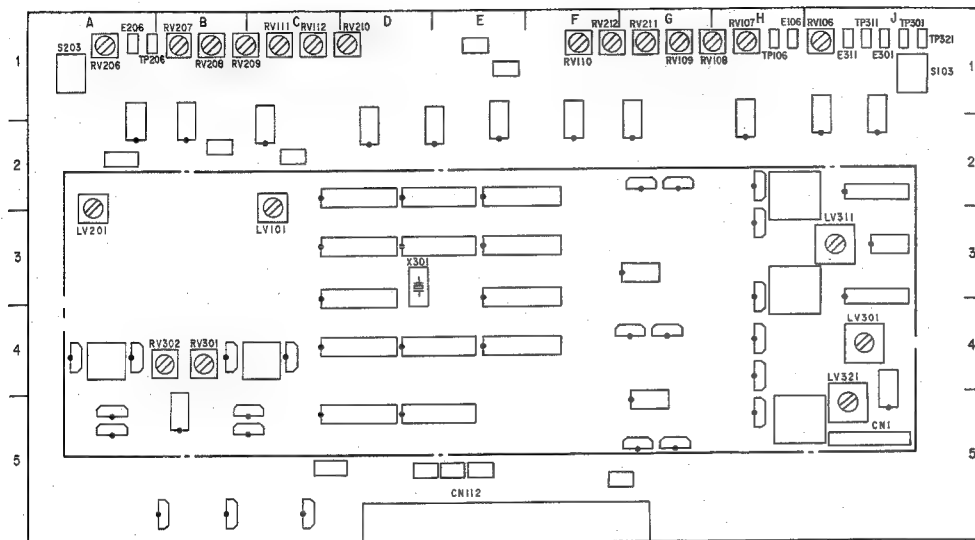 A B C D E F G H J
E206 RV207 RV111 RV112 RV210 RV212 RV211 RV107 E106 RV106 TP311 TP301
S203 TP321
RV206 TP206 RV208 RV209 RV110 RV109 RV108 TP106 E311 E301
1 S103 1
2 2
LV201 LV101 LV311
3 X301 3
LV301
4 RV302 RV301 4
LV321
CN1
5 5
CN112